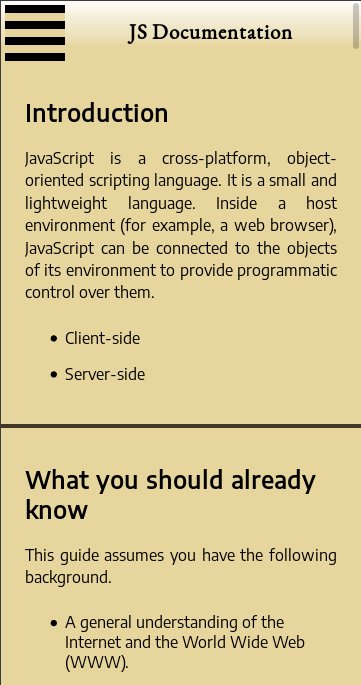 JS Documentation
Introduction
JavaScript is a cross-platform, object-
oriented scripting language. It is a small and
lightweight language. Inside a host
environment (for example, a web browser),
JavaScript can be connected to the objects
of its environment to provide programmatic
control over them.
• Client-side
• Server-side
What you should already
know
This guide assumes you have the following
background.
• A general understanding of the
Internet and the World Wide Web
(WWW).